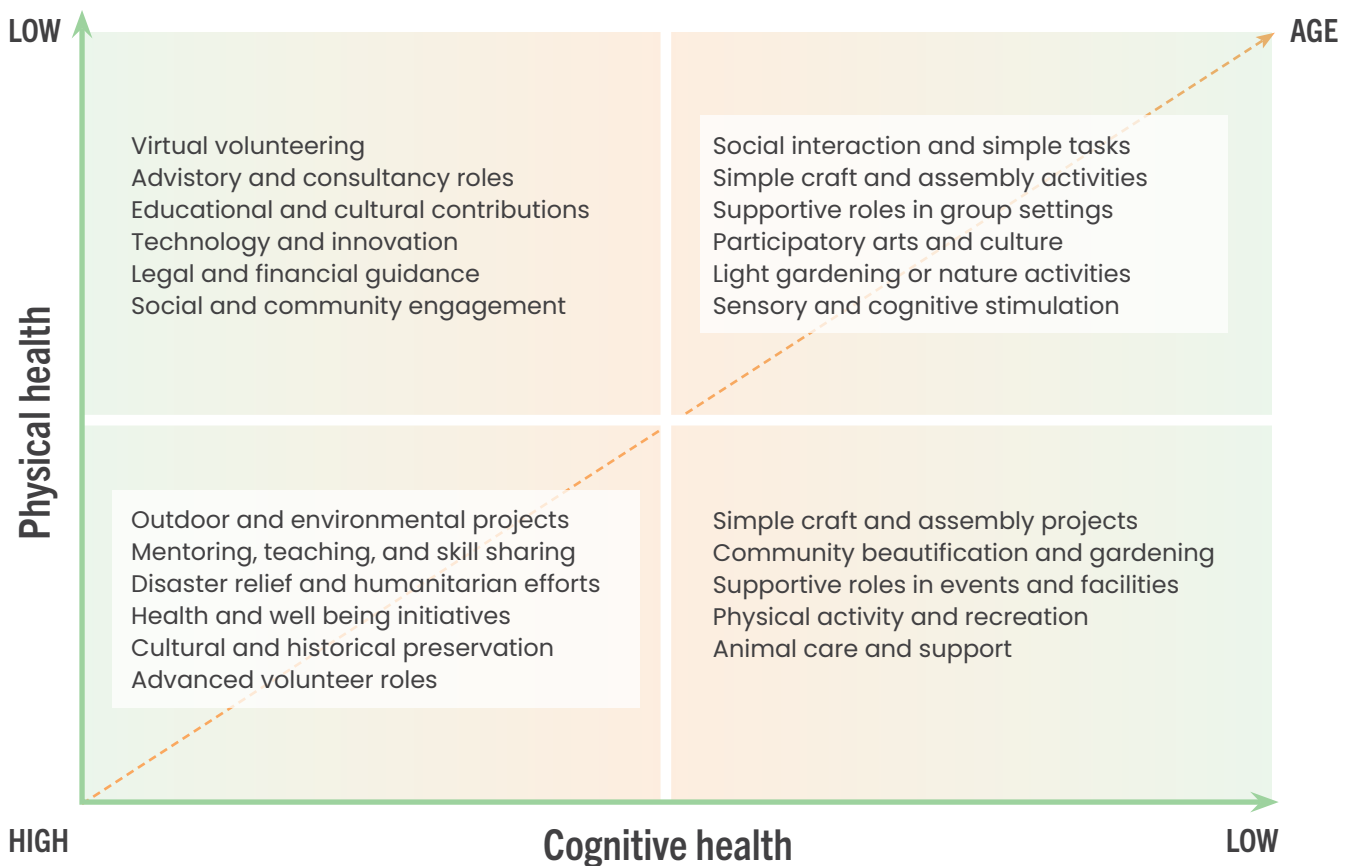 LOW
AGE
Virtual volunteering
Advistory and consultancy roles
Educational and cultural contributions
Technology and innovation
Legal and financial guidance
Social and community engagement
Social interaction and simple tasks
Simple craft and assembly activities
Supportive roles in group settings
Participatory arts and culture
Light gardening or nature activities
Sensory and cognitive stimulation
Physical health
Outdoor and environmental projects
Mentoring, teaching, and skill sharing
Disaster relief and humanitarian efforts
Health and well being initiatives
Cultural and historical preservation
Advanced volunteer roles
Simple craft and assembly projects
Community beautification and gardening
Supportive roles in events and facilities
Physical activity and recreation
Animal care and support
HIGH
Cognitive health
LOW